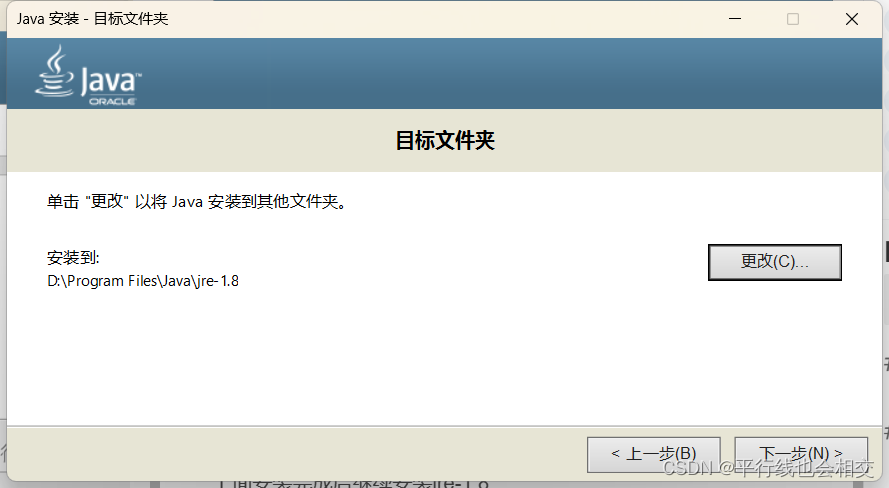 Java 安装 - 目标文件夹
Java™
ORACLE
目标文件夹
单击 "更改" 以将 Java 安装到其他文件夹。
安装到:
D:\Program Files\Java\jre-1.8
更改(C)...
< 上一步(B)
下一步(N) >
CSDN @平行线也会相交